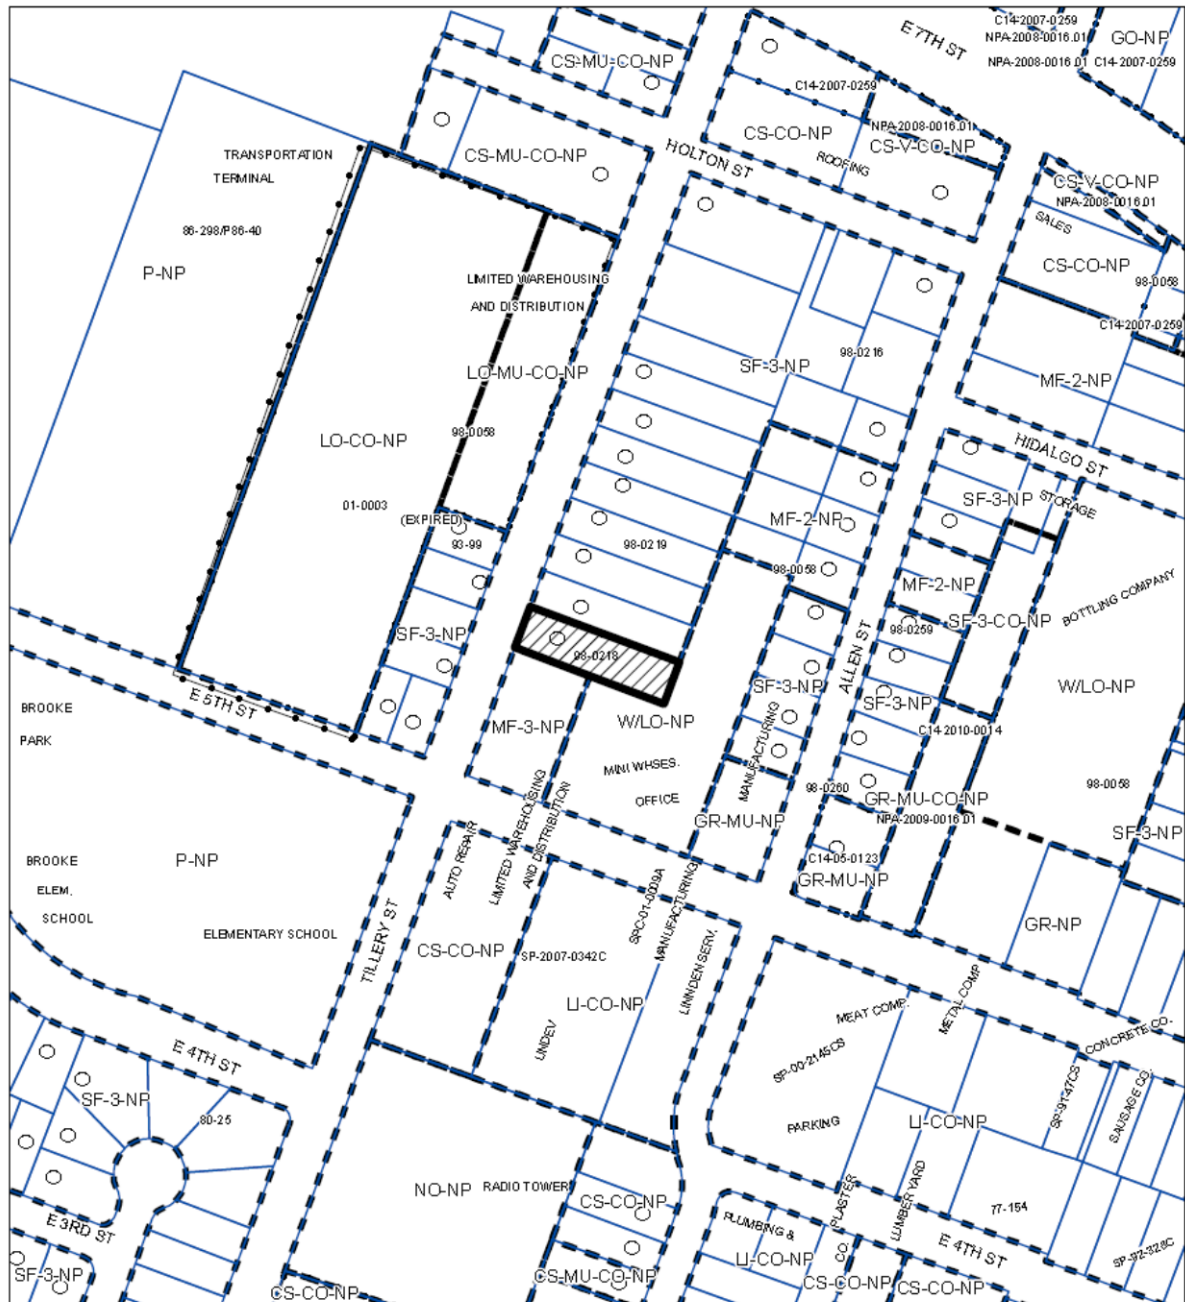 C14-2007-0259
E 7TH ST
NPA-2008-0016.01
GO-NP
CS-MU-CO-NP
NPA-2008-0016.01
C14-2007-0259
C14-2007-0259
NPA-2008-0016.01
CS-CO-NP
CS-V-CO-NP
HOLTON ST
TRANSPORTATION
TERMINAL
CS-MU-CO-NP
ROOFING
CS-V-CO-NP
NPA-2008-0016.01
SALES
86-298/P86-40
P-NP
CS-CO-NP
98-0058
LIMITED WAREHOUSING
AND DISTRIBUTION
C14-2007-0259
98-0216
SF-3-NP
LO-MU-CO-NP
MF-2-NP
98-0058
LO-CO-NP
HIDALGO ST
01-0003
(EXPIRED)
SF-3-NP
STORAGE
MF-2-NP
93-99
98-0219
98-0058
MF-2-NP
BOTTLING COMPANY
SF-3-CO-NP
98-0259
SF-3-NP
ALLEN ST
98-0218
SF-3-NP
W/LO-NP
SF-3-NP
E 5TH ST
BROOKE
PARK
MF-3-NP
W/LO-NP
C14-2010-0014
MANUFACTURING
MINI WHSES.
OFFICE
98-0260
98-0058
GR-MU-CO-NP
NPA-2009-0016.01
GR-MU-NP
SF-3-NP
LIMITED WAREHOUSING
AND DISTRIBUTION
AUTO REPAIR
BROOKE
ELEM.
SCHOOL
P-NP
C14-05-0123
GR-MU-NP
SPC-01-0009A
MANUFACTURING
GR-NP
ELEMENTARY SCHOOL
TILLERY ST
CS-CO-NP
SP-2007-0342C
LINNDEN SERV.
LI-CO-NP
LINDEV
MEAT COMP.
METAL COMP
CONCRETE CO.
E 4TH ST
SP-00-2145CS
SP-91-47CS
SAUSAGE CO.
SF-3-NP
80-25
PARKING
LI-CO-NP
NO-NP
RADIO TOWER
CS-CO-NP
PLASTER
CO.
LUMBER YARD
77-154
E 3RD ST
PLUMBING &
LI-CO-NP
E 4TH ST
SP-92-328C
SF-3-NP
CS-MU-CO-NP
CS-CO-NP
CS-CO-NP
CS-CO-NP